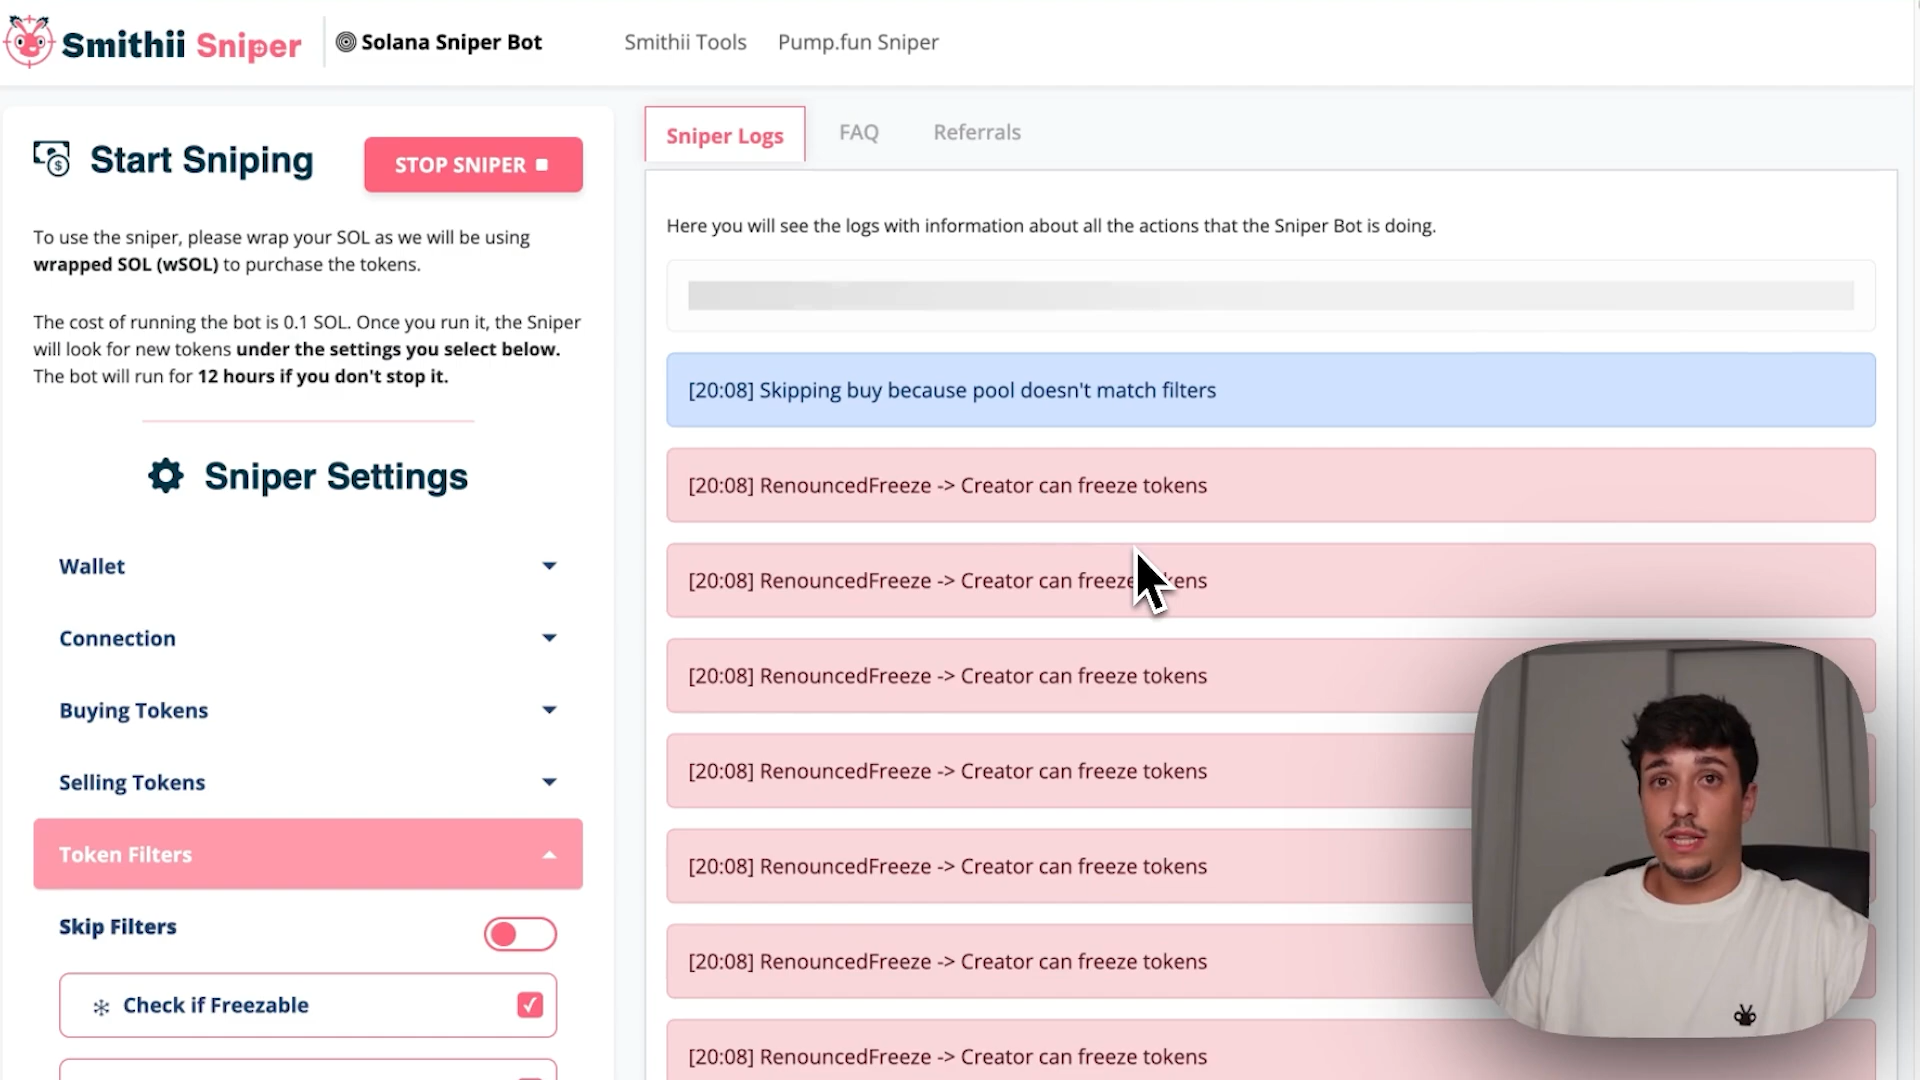 Smithii Sniper
Solana Sniper Bot
Smithii Tools
Pump.fun Sniper
Start Sniping
STOP SNIPER
To use the sniper, please wrap your SOL as we will be using
wrapped SOL (wSOL) to purchase the tokens.
The cost of running the bot is 0.1 SOL. Once you run it, the Sniper
will look for new tokens under the settings you select below.
The bot will run for 12 hours if you don't stop it.
Sniper Settings
Wallet
Connection
Buying Tokens
Selling Tokens
Token Filters
Skip Filters
Check if Freezable
Sniper Logs
FAQ
Referrals
Here you will see the logs with information about all the actions that the Sniper Bot is doing.
[20:08] Skipping buy because pool doesn't match filters
[20:08] RenouncedFreeze -> Creator can freeze tokens
[20:08] RenouncedFreeze -> Creator can freeze tokens
[20:08] RenouncedFreeze -> Creator can freeze tokens
[20:08] RenouncedFreeze -> Creator can freeze tokens
[20:08] RenouncedFreeze -> Creator can freeze tokens
[20:08] RenouncedFreeze -> Creator can freeze tokens
[20:08] RenouncedFreeze -> Creator can freeze tokens